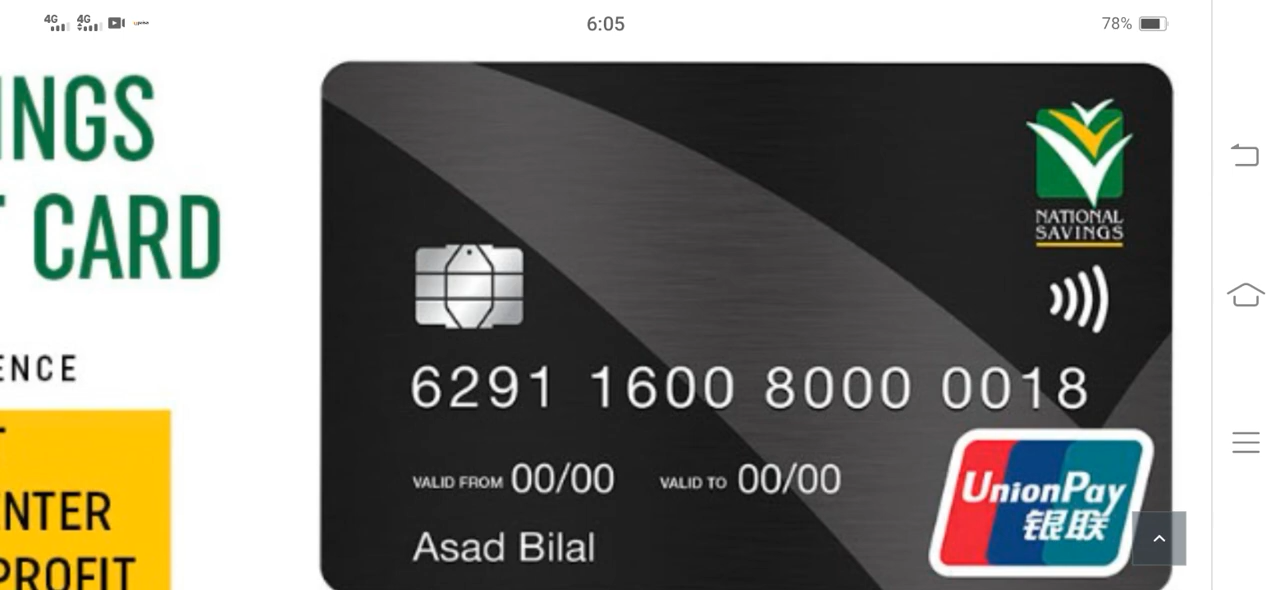 4G 4G 6:05 78%
INGS
CARD
NATIONAL
SAVINGS
ENCE
6291 1600 8000 0018
NTER
PROFIT
VALID FROM 00/00 VALID TO 00/00
UnionPay
银联
Asad Bilal